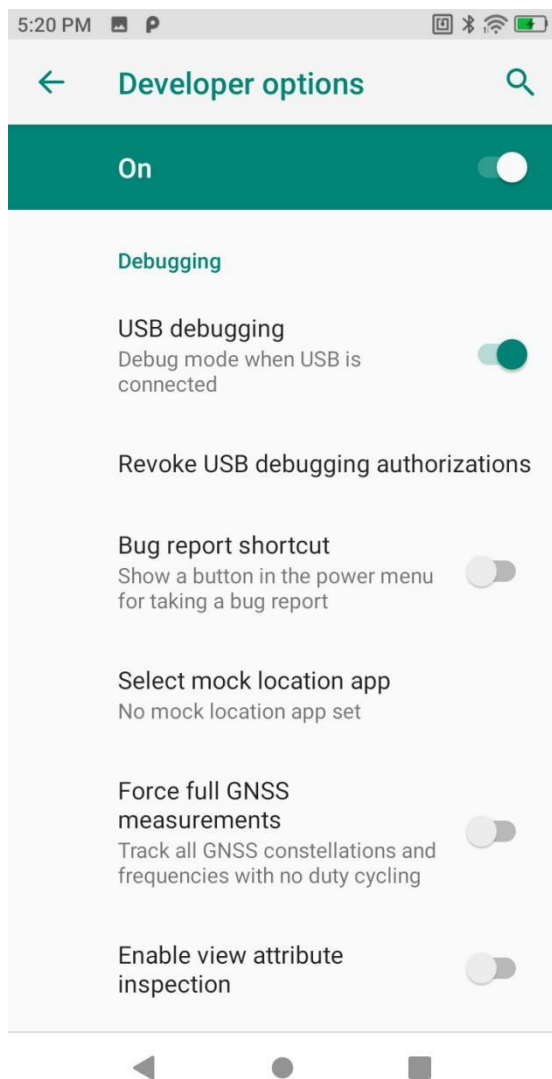 5:20 PM
Developer options
On
Debugging
USB debugging
Debug mode when USB is
connected
Revoke USB debugging authorizations
Bug report shortcut
Show a button in the power menu
for taking a bug report
Select mock location app
No mock location app set
Force full GNSS
measurements
Track all GNSS constellations and
frequencies with no duty cycling
Enable view attribute
inspection